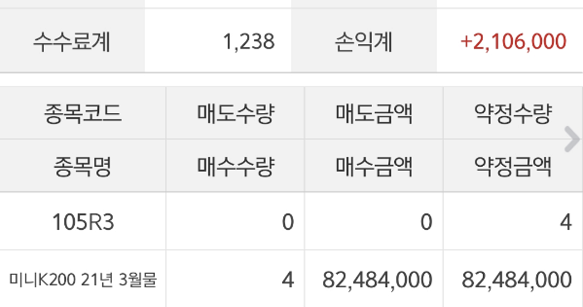 수수료계 1,238 손익계 +2,106,000
종목코드 매도수량 매도금액 약정수량
종목명 매수수량 매수금액 약정금액
105R3 0 0 4
미니K200 21년 3월물 4 82,484,000 82,484,000